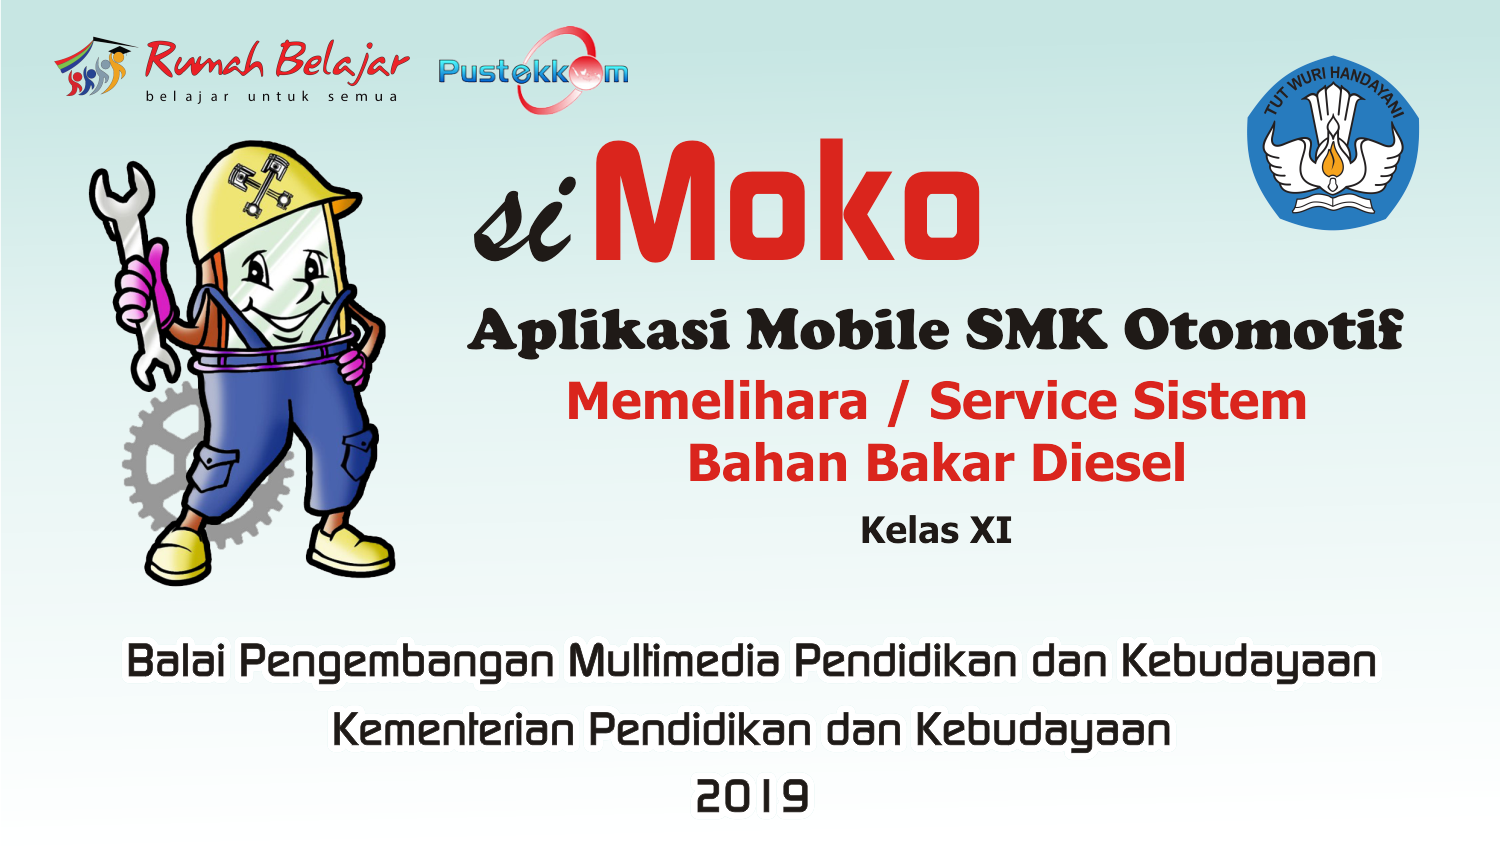 Rumah Belajar
belajar untuk semua
Pustekkom
TUT WURI HANDAYANI
si Moko
Aplikasi Mobile SMK Otomotif
Memelihara / Service Sistem
Bahan Bakar Diesel
Kelas XI
Balai Pengembangan Multimedia Pendidikan dan Kebudayaan
Kementerian Pendidikan dan Kebudayaan
2019